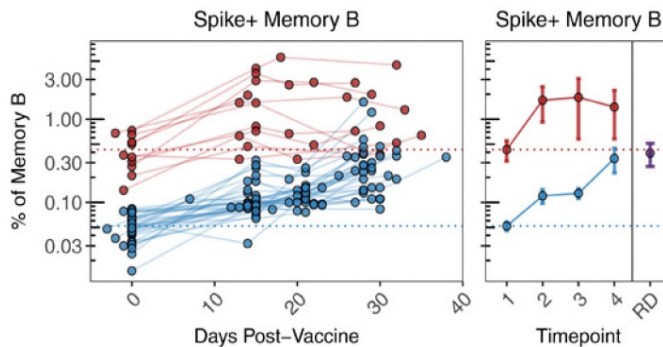 Spike+ Memory B
Spike+ Memory B
% of Memory B
3.00
1.00
0.30
0.10
0.03
0
10
20
30
40
1
2
3
4
RD
Days Post-Vaccine
Timepoint